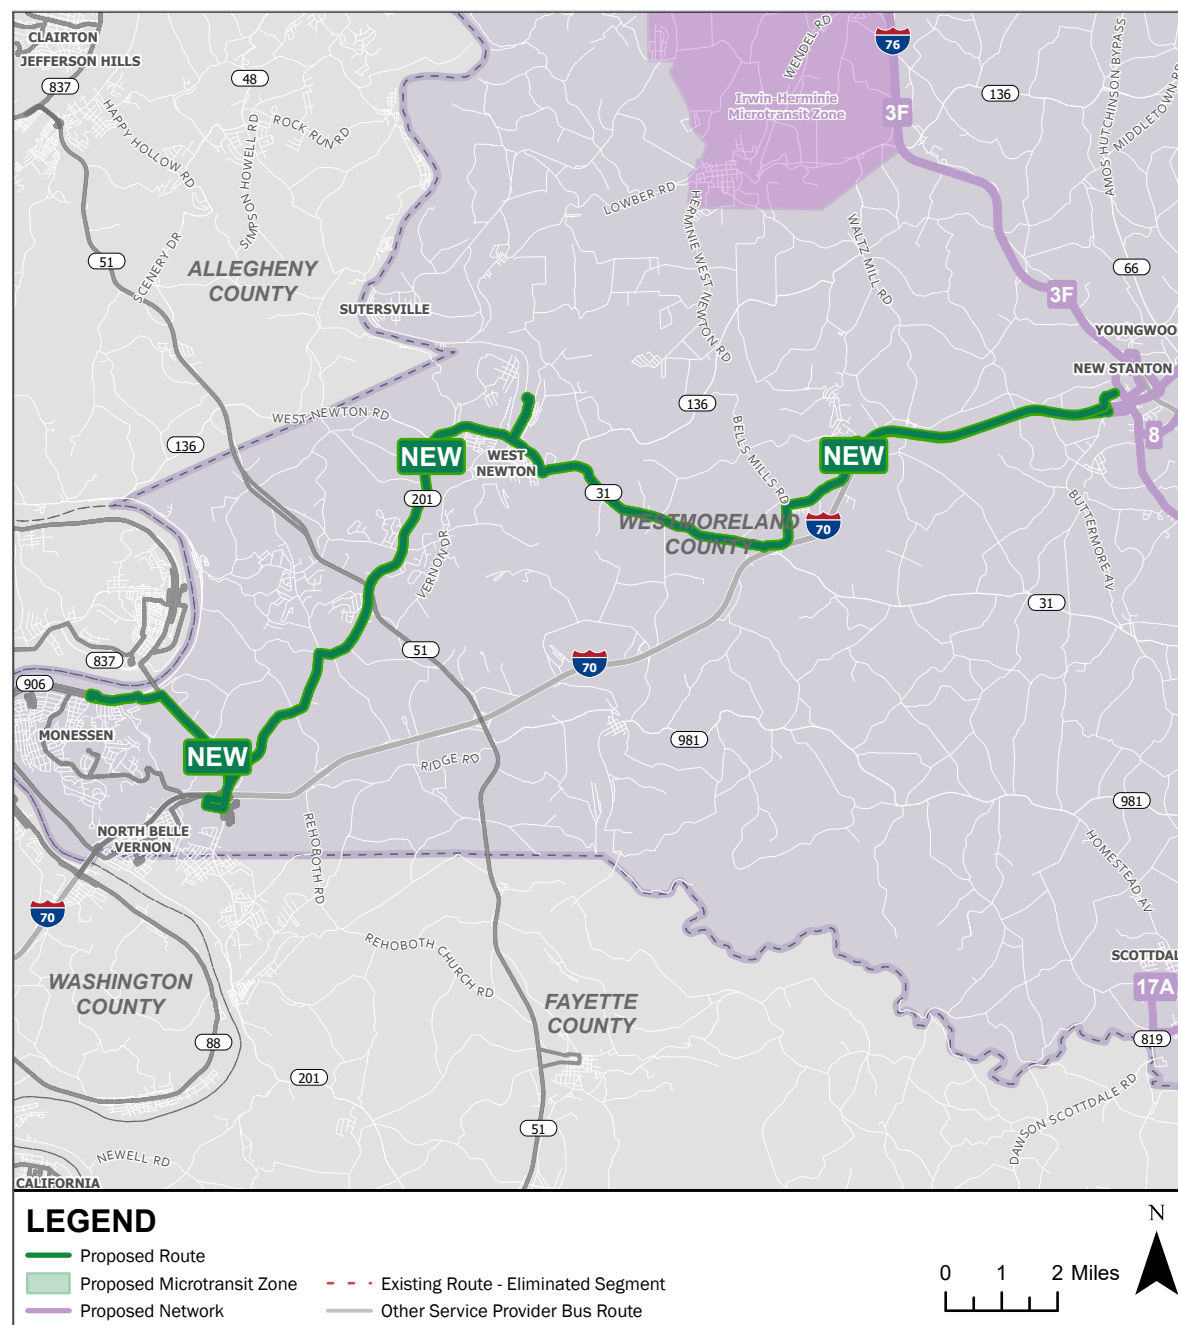 CLAIRTON
JEFFERSON HILLS
837
48
HAPPY HOLLOW RD
SIMPSON HOWELL RD
ROCK RUN RD
WENDEL RD
76
136
AMOS HUTCHINSON BYPASS
MIDDLETOWN RD
Irwin-Herminie
Microtransit Zone
3F
LOWBER RD
HERMINIE WEST NEWTON RD
WALTZ MILL RD
51
SCENERY DR
ALLEGHENY
COUNTY
66
3F
SUTERSVILLE
YOUNGWOO
NEW STANTON
WEST NEWTON RD
136
136
BELLS MILLS RD
8
NEW
WEST
NEWTON
NEW
201
31
WESTMORELAND
COUNTY
70
BUTTERMORE AV
VERNON DR
31
51
837
70
906
MONESSEN
981
NEW
RIDGE RD
981
NORTH BELLE
VERNON
REHOBOTH RD
HOMESTEAD AV
70
REHOBOTH CHURCH RD
SCOTTDAL
WASHINGTON
COUNTY
FAYETTE
COUNTY
17A
88
819
201
51
DAWSON SCOTTDALE RD
NEWELL RD
CALIFORNIA
LEGEND
Proposed Route
Proposed Microtransit Zone
Proposed Network
Existing Route - Eliminated Segment
Other Service Provider Bus Route
0 1 2 Miles
N